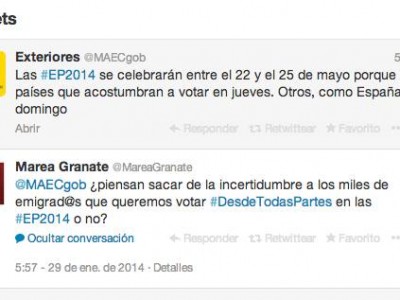 ets
Exteriores @MAECgob 5
Las #EP2014 se celebrarán entre el 22 y el 25 de mayo porque
países que acostumbran a votar en jueves. Otros, como España
domingo
Abrir Responder Retwittear Favorito
Marea Granate @MareaGranate
@MAECgob ¿piensan sacar de la incertidumbre a los miles de
emigrad@s que queremos votar #DesdeTodasPartes en las
#EP2014 o no?
Ocultar conversación Responder Retwittear Favorito
5:57 - 29 de ene. de 2014 · Detalles